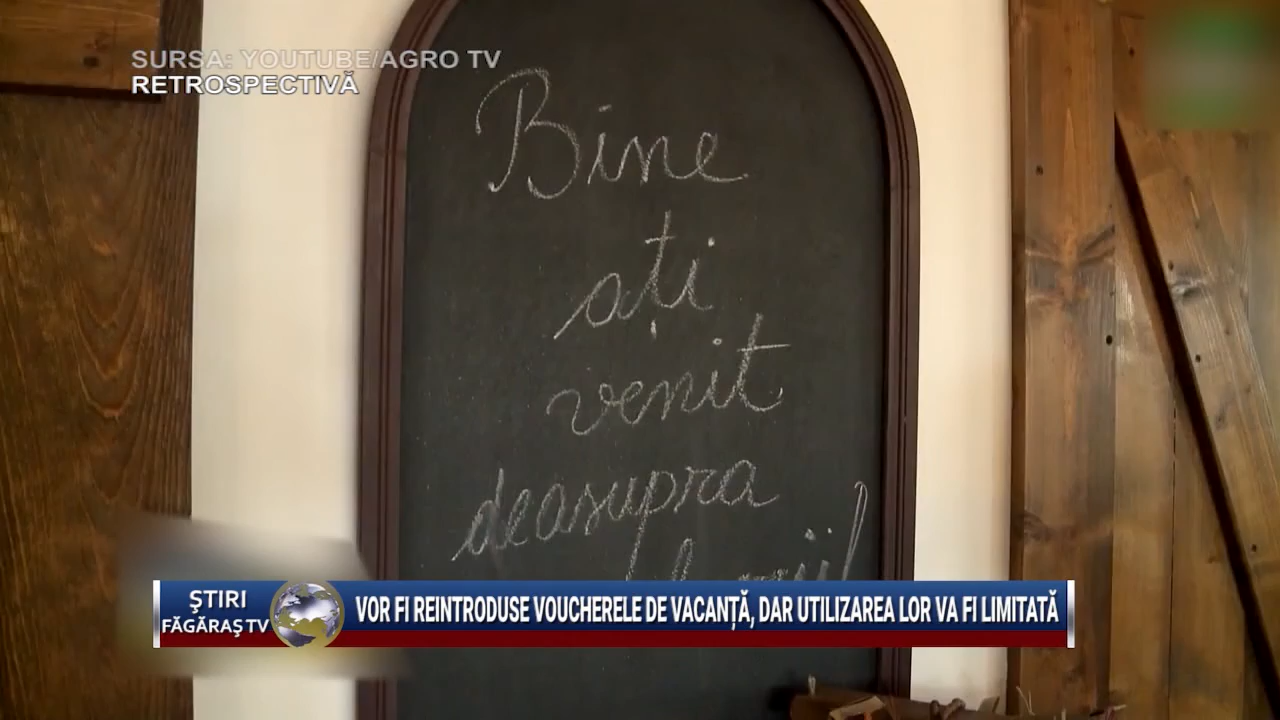 SURSA: YOUTUBE/AGRO TV
RETROSPECTIVĂ
Bine
ați
venit
deasupra
ŞTIRI
FĂGĂRAŞ TV
VOR FI REINTRODUSE VOUCHERELE DE VACANȚĂ, DAR UTILIZAREA LOR VA FI LIMITATĂ